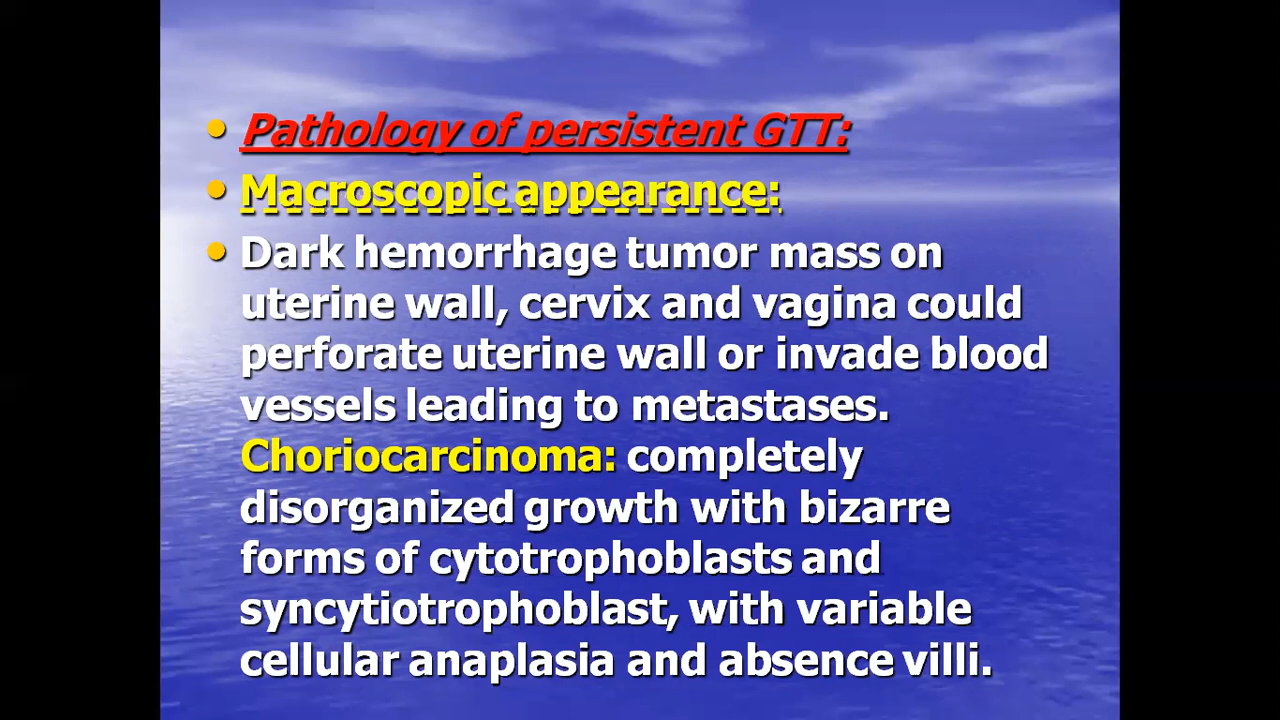 Pathology of persistent GTT:
Macroscopic appearance:
Dark hemorrhage tumor mass on
uterine wall, cervix and vagina could
perforate uterine wall or invade blood
vessels leading to metastases.
Choriocarcinoma: completely
disorganized growth with bizarre
forms of cytotrophoblasts and
syncytiotrophoblast, with variable
cellular anaplasia and absence villi.